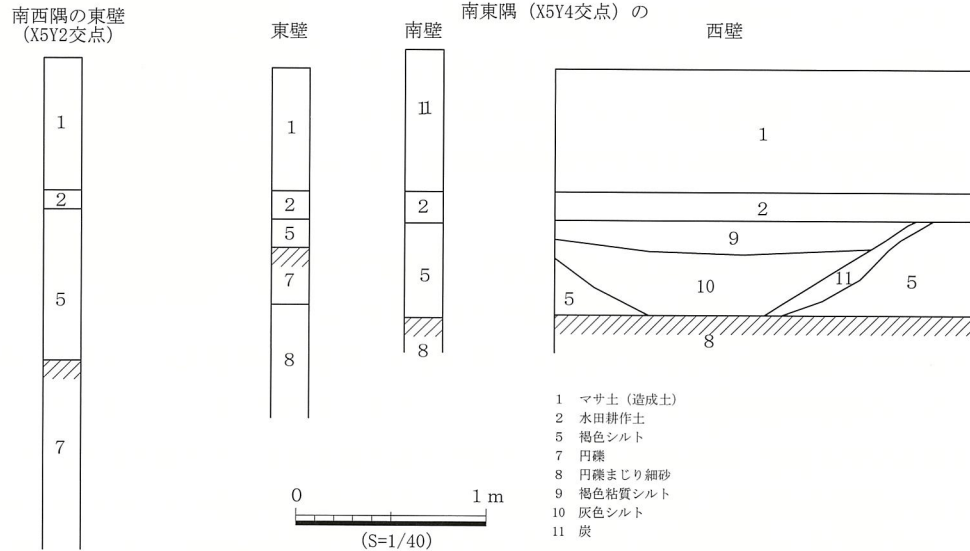 南西隅の東壁
(X5Y2交点)
南東隅（X5Y4交点）の
東壁
南壁
西壁
1
2
5
7
1
2
5
7
8
11
2
5
8
1
2
9
10
11
5
5
8
1 マサ土（造成土）
2 水田耕作土
5 褐色シルト
7 円礫
8 円礫まじり細砂
9 褐色粘質シルト
10 灰色シルト
11 炭
0 1 m
(S=1/40)